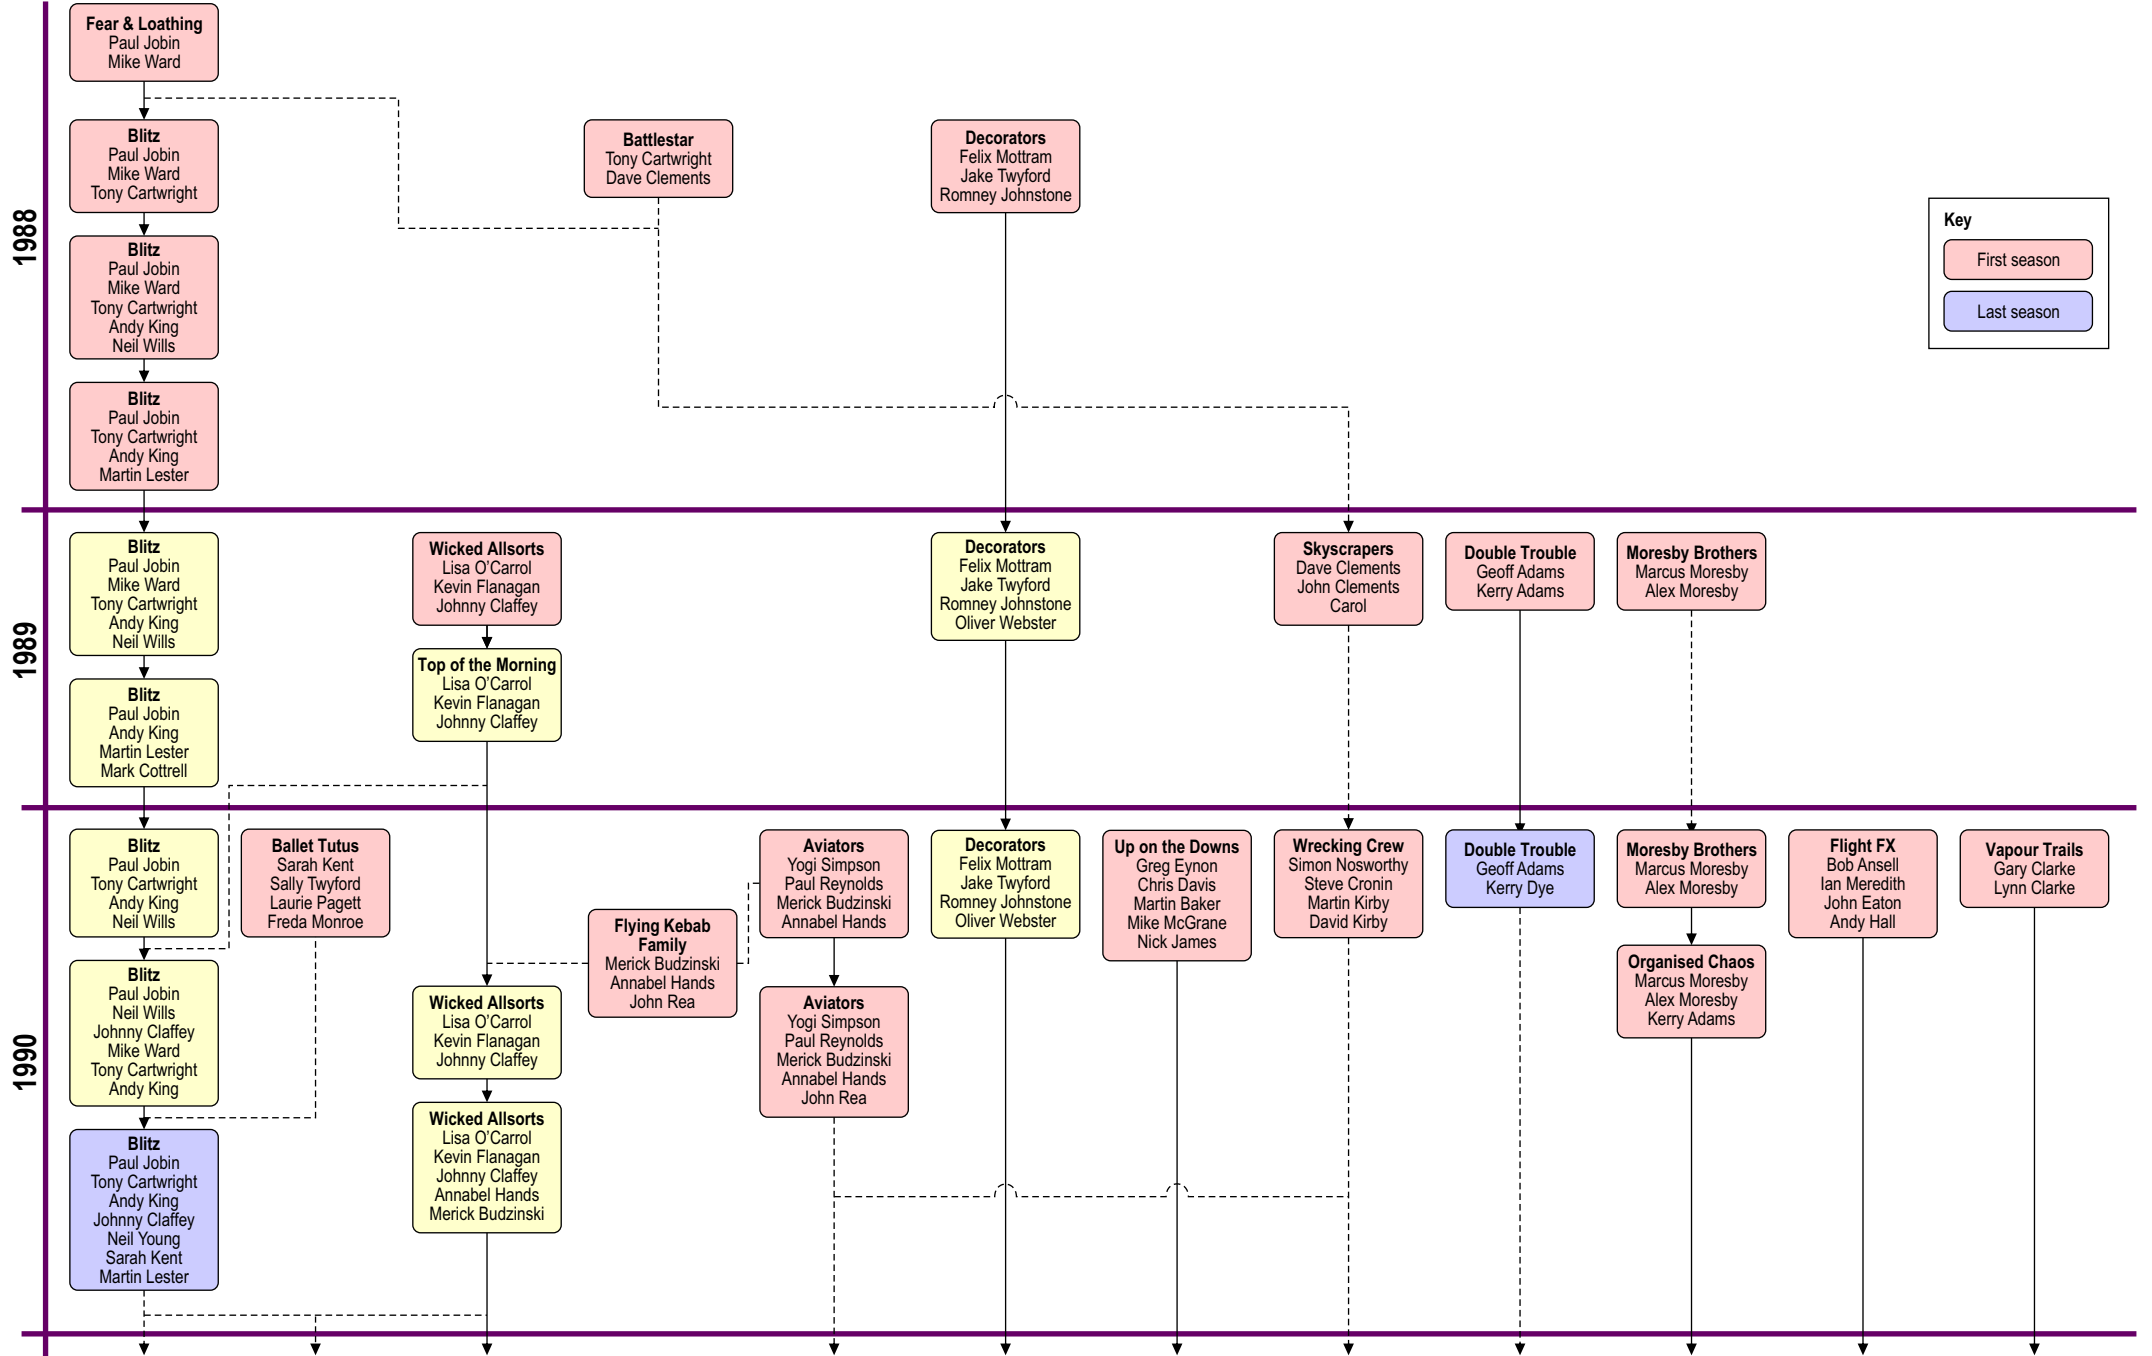 Fear & Loathing
Paul Jobin
Mike Ward
Blitz
Paul Jobin
Mike Ward
Tony Cartwright
Battlestar
Tony Cartwright
Dave Clements
Decorators
Felix Mottram
Jake Twyford
Romney Johnstone
1988
Blitz
Paul Jobin
Mike Ward
Tony Cartwright
Andy King
Neil Wills
Key
First season
Last season
Blitz
Paul Jobin
Tony Cartwright
Andy King
Martin Lester
1989
Blitz
Paul Jobin
Mike Ward
Tony Cartwright
Andy King
Neil Wills
Wicked Allsorts
Lisa O'Carrol
Kevin Flanagan
Johnny Claffey
Decorators
Felix Mottram
Jake Twyford
Romney Johnstone
Oliver Webster
Skyscrapers
Dave Clements
John Clements
Carol
Double Trouble
Geoff Adams
Kerry Adams
Moresby Brothers
Marcus Moresby
Alex Moresby
Top of the Morning
Lisa O'Carrol
Kevin Flanagan
Johnny Claffey
Blitz
Paul Jobin
Andy King
Martin Lester
Mark Cottrell
1990
Blitz
Paul Jobin
Tony Cartwright
Andy King
Neil Wills
Ballet Tutus
Sarah Kent
Sally Twyford
Laurie Pagett
Freda Monroe
Flying Kebab
Family
Merick Budzinski
Annabel Hands
John Rea
Aviators
Yogi Simpson
Paul Reynolds
Merick Budzinski
Annabel Hands
Decorators
Felix Mottram
Jake Twyford
Romney Johnstone
Oliver Webster
Up on the Downs
Greg Eynon
Chris Davis
Martin Baker
Mike McGrane
Nick James
Wrecking Crew
Simon Nosworthy
Steve Cronin
Martin Kirby
David Kirby
Double Trouble
Geoff Adams
Kerry Dye
Moresby Brothers
Marcus Moresby
Alex Moresby
Flight FX
Bob Ansell
Ian Meredith
John Eaton
Andy Hall
Vapour Trails
Gary Clarke
Lynn Clarke
Blitz
Paul Jobin
Neil Wills
Johnny Claffey
Mike Ward
Tony Cartwright
Andy King
Wicked Allsorts
Lisa O'Carrol
Kevin Flanagan
Johnny Claffey
Aviators
Yogi Simpson
Paul Reynolds
Merick Budzinski
Annabel Hands
John Rea
Organised Chaos
Marcus Moresby
Alex Moresby
Kerry Adams
Blitz
Paul Jobin
Tony Cartwright
Andy King
Johnny Claffey
Neil Young
Sarah Kent
Martin Lester
Wicked Allsorts
Lisa O'Carrol
Kevin Flanagan
Johnny Claffey
Annabel Hands
Merick Budzinski